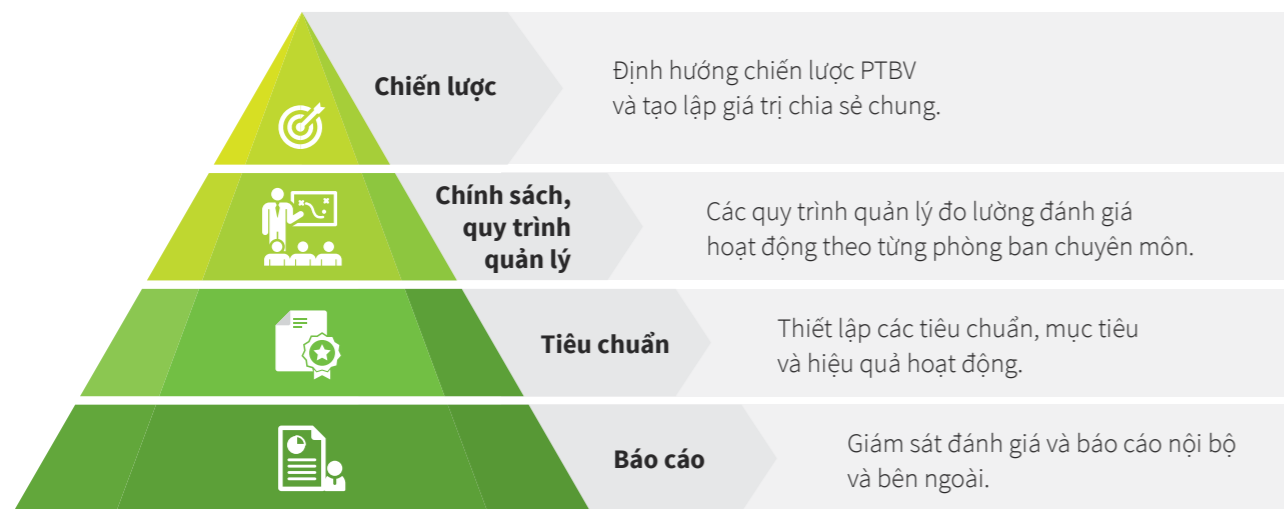 Chiến lược
Định hướng chiến lược PTBV
và tạo lập giá trị chia sẻ chung.
Chính sách,
quy trình
quản lý
Các quy trình quản lý đo lường đánh giá
hoạt động theo từng phòng ban chuyên môn.
Tiêu chuẩn
Thiết lập các tiêu chuẩn, mục tiêu
và hiệu quả hoạt động.
Báo cáo
Giám sát đánh giá và báo cáo nội bộ
và bên ngoài.